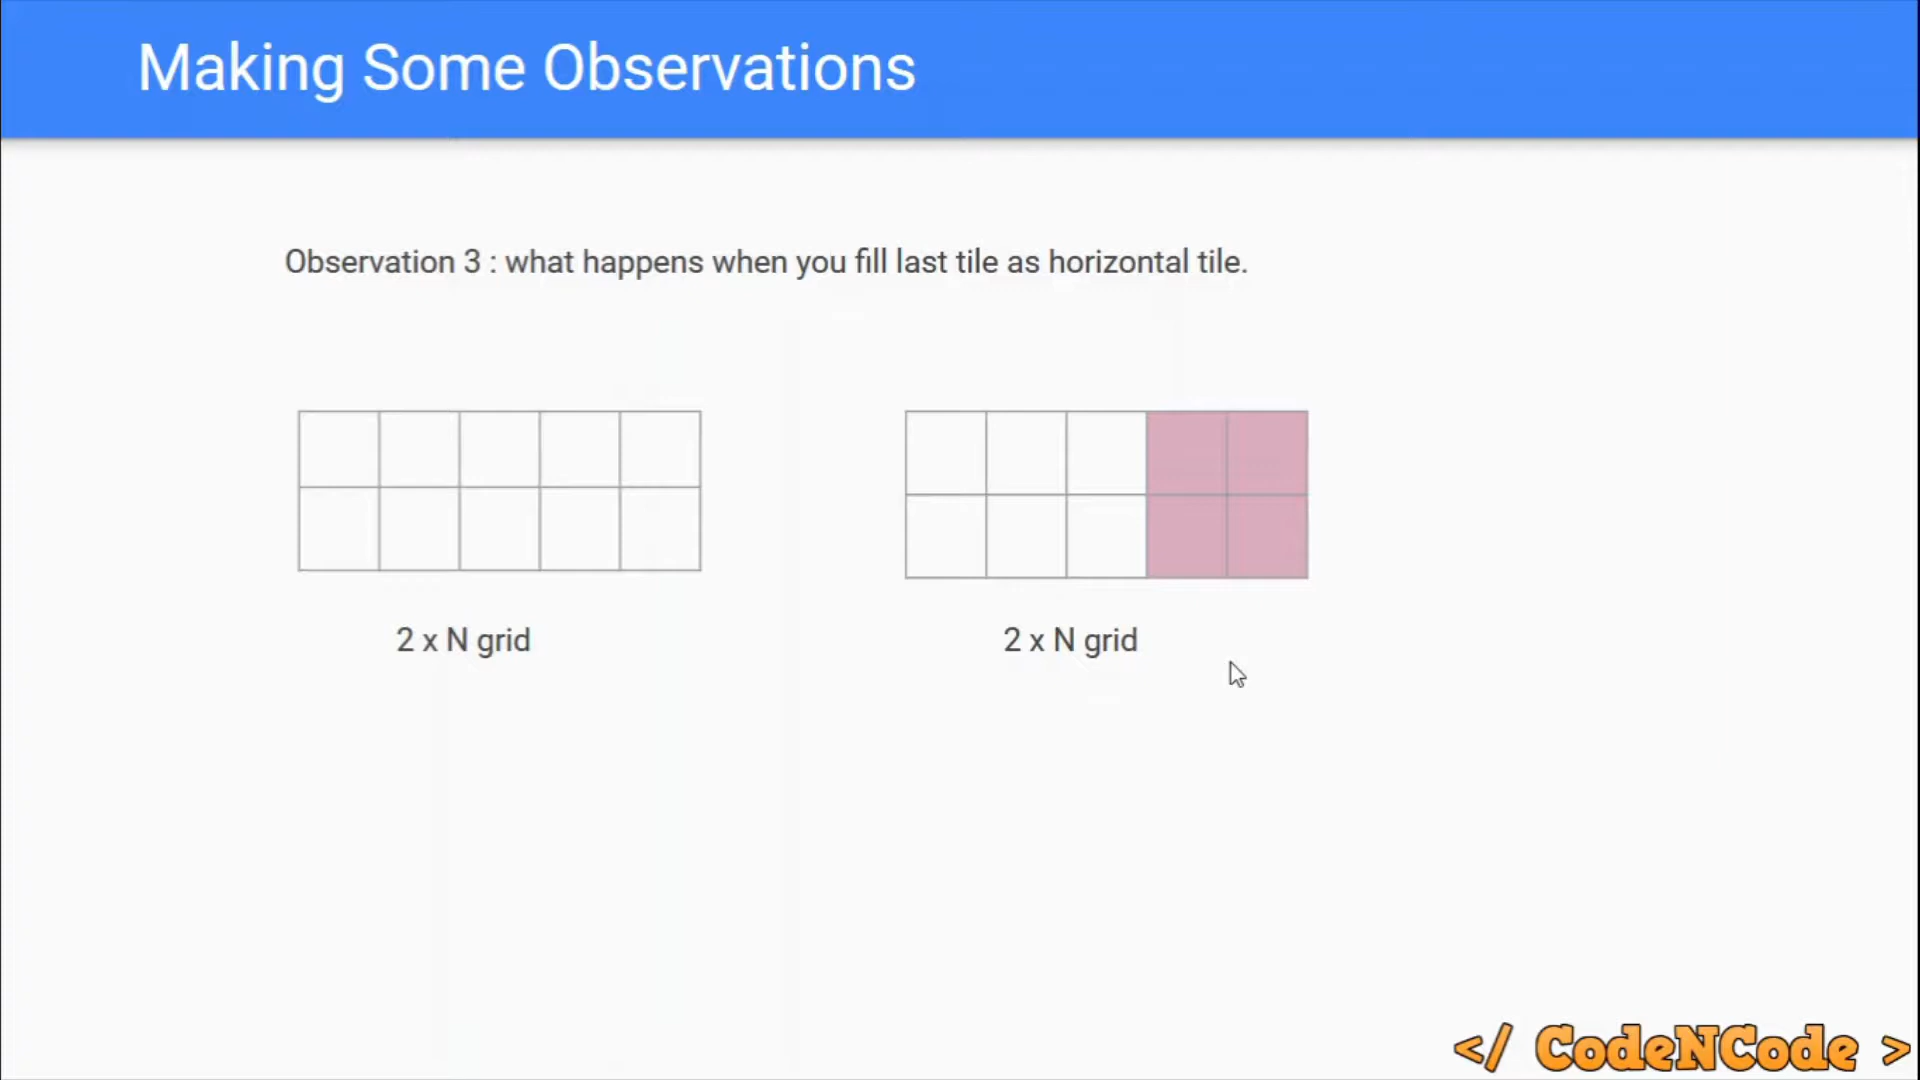 Making Some Observations
Observation 3 : what happens when you fill last tile as horizontal tile.
2 x N grid
2 x N grid
</ CodeNCode >